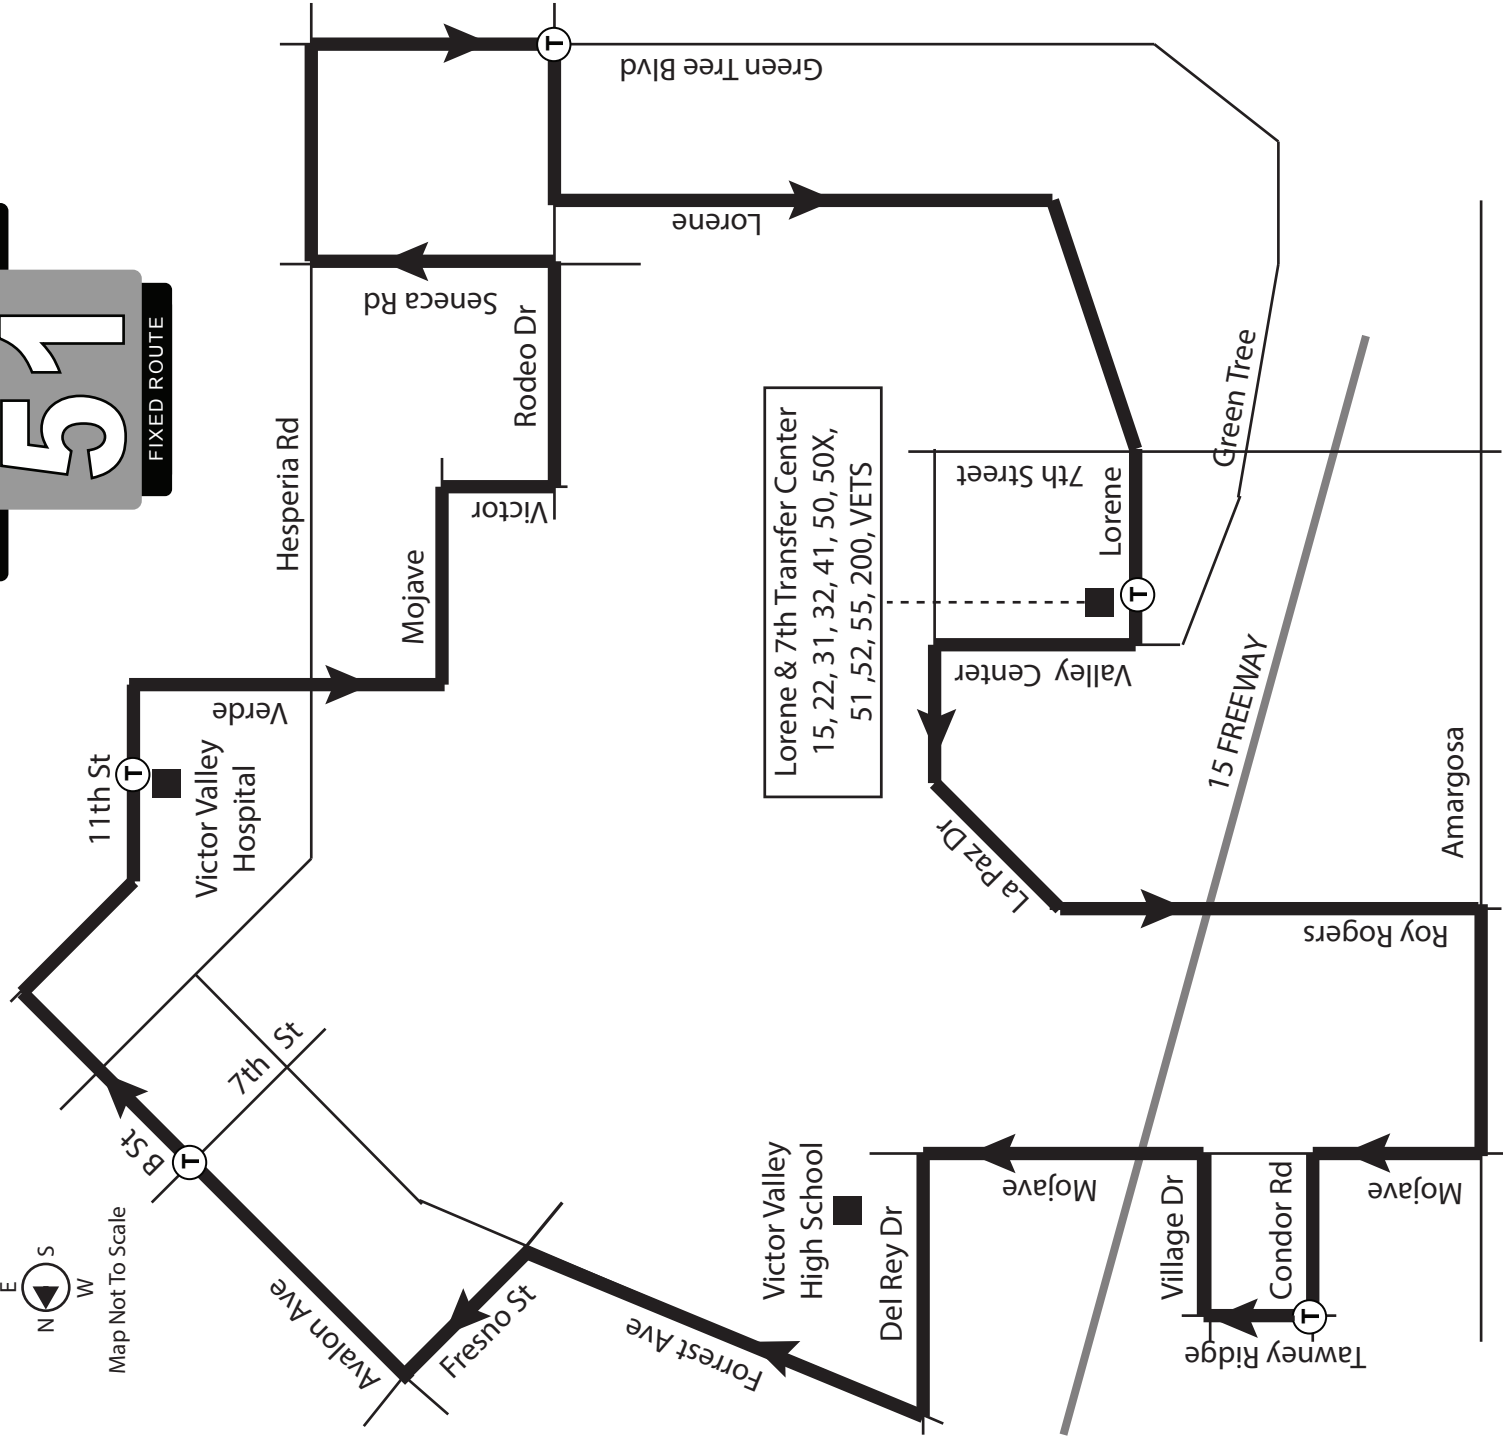 51
FIXED ROUTE
N
E
S
W
Map Not To Scale
Hesperia Rd
11th St
Victor Valley
Hospital
Verde
Mojave
Victor
Rodeo Dr
Seneca Rd
Green Tree Blvd
Lorene
7th Street
Lorene
Green Tree
Lorene & 7th Transfer Center
15, 22, 31, 32, 41, 50, 50X,
51 ,52, 55, 200, VETS
Valley Center
La Paz Dr
15 FREEWAY
Roy Rogers
Amargosa
Mojave
Condor Rd
Tawney Ridge
Village Dr
Mojave
Victor Valley
High School
Del Rey Dr
Forrest Ave
Fresno St
Avalon Ave
B St
7th St
T
T
T
T
T